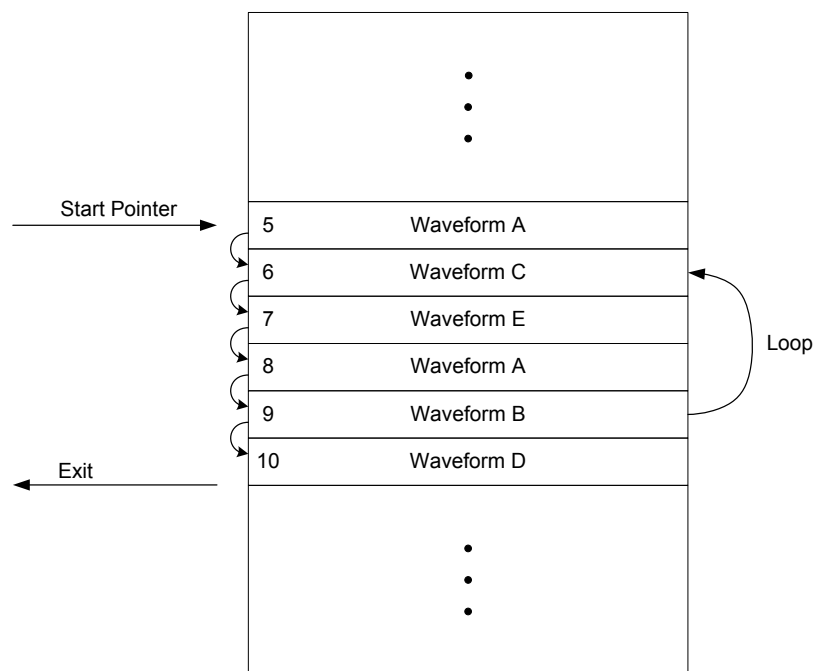 Start Pointer
5 Waveform A
6 Waveform C
7 Waveform E
Loop
8 Waveform A
9 Waveform B
10 Waveform D
Exit